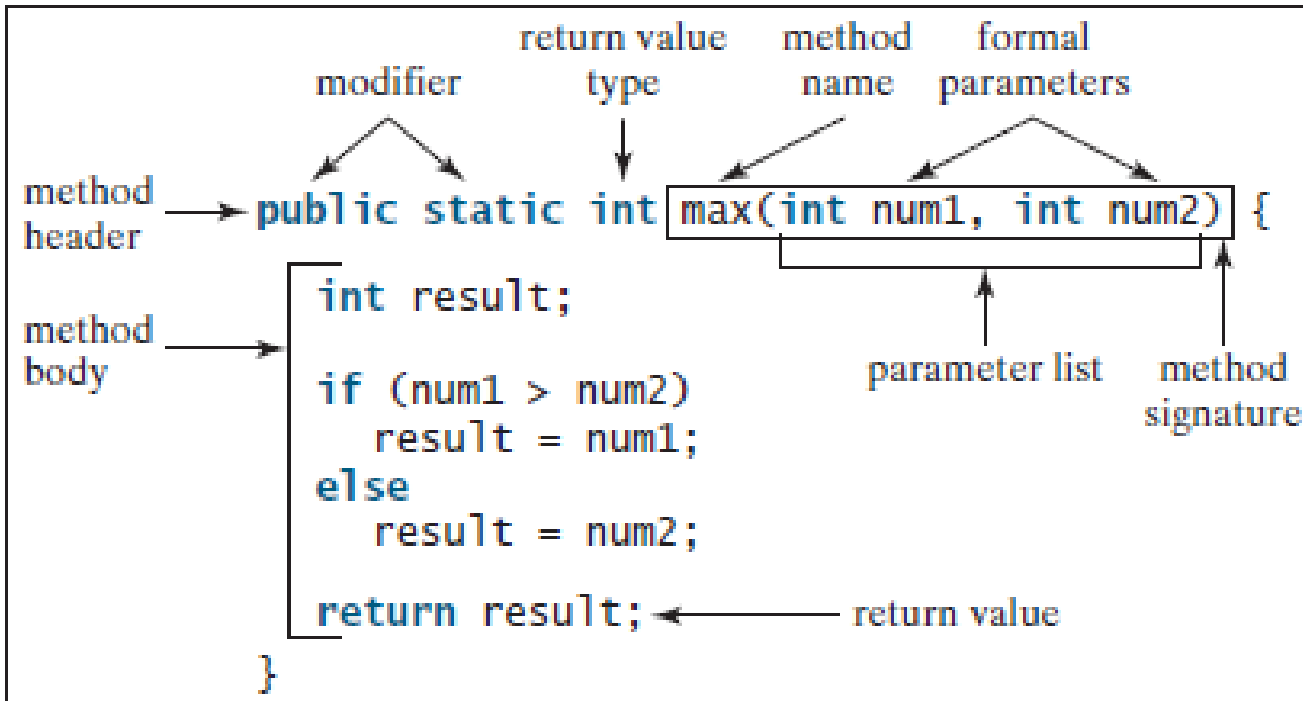 return value method formal
modifier type name parameters
method
header
public static int max(int num1, int num2) {
int result;
method
body
parameter list method
signature
if (num1 > num2)
result = num1;
else
result = num2;
return result; return value
}